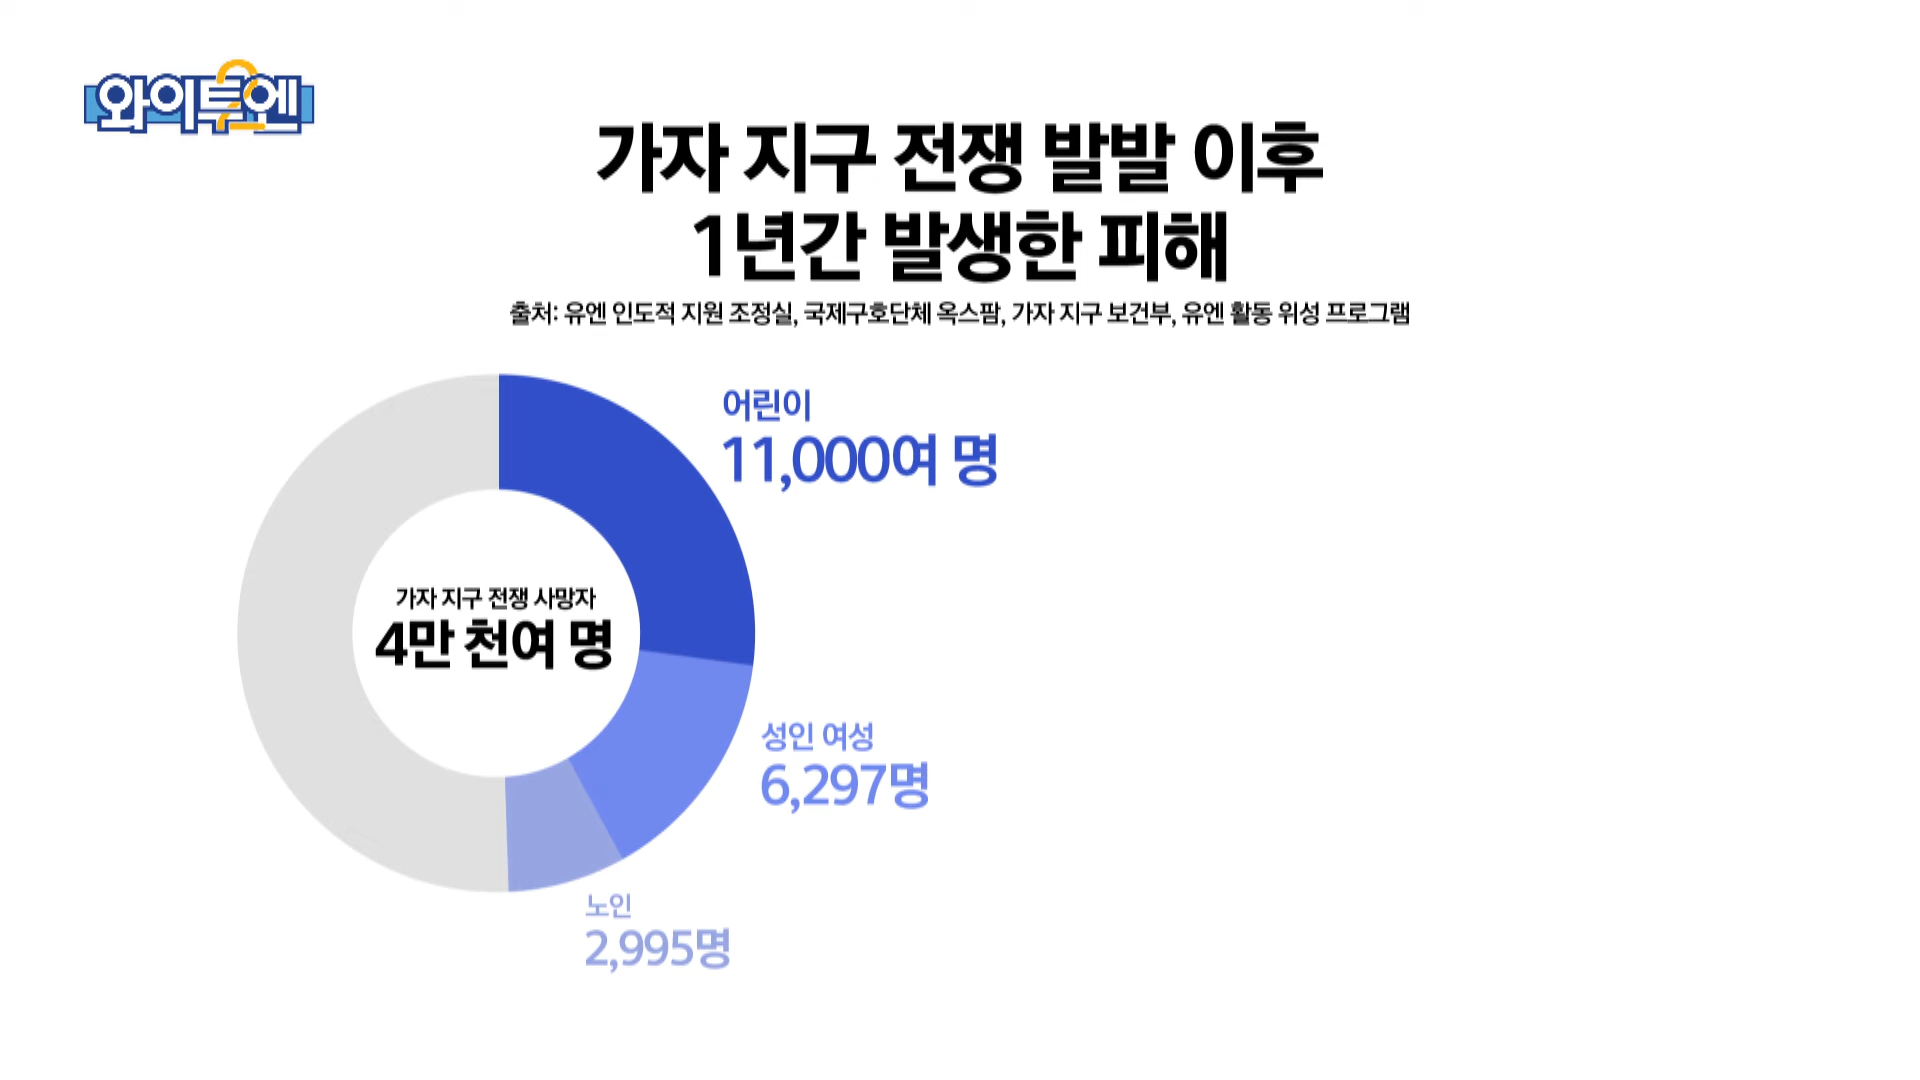 와이투엔
가자 지구 전쟁 발발 이후
1년간 발생한 피해
출처: 유엔 인도적 지원 조정실, 국제구호단체 옥스팜, 가자 지구 보건부, 유엔 활동 위성 프로그램
어린이
11,000여 명
가자 지구 전쟁 사망자
4만 천여 명
성인 여성
6,297명
노인
2,995명